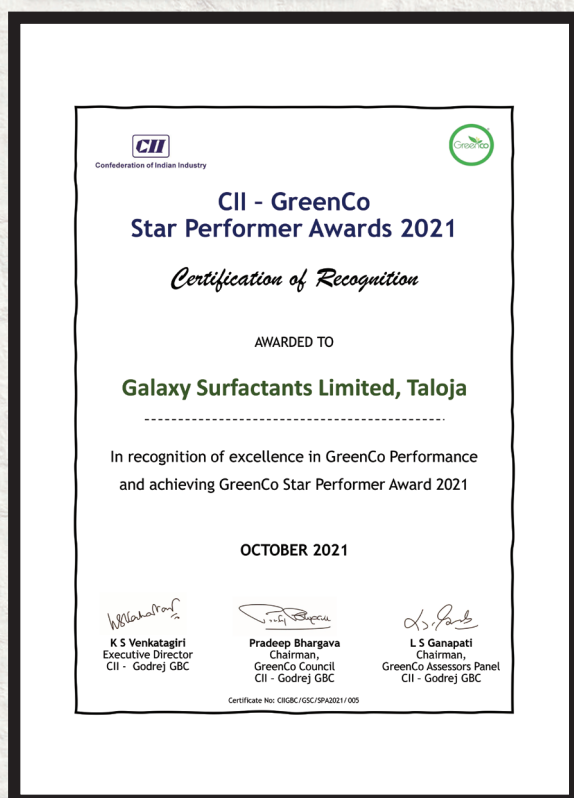 CII
Confederation of Indian Industry
Greenco
CII - GreenCo
Star Performer Awards 2021
Certification of Recognition
AWARDED TO
Galaxy Surfactants Limited, Taloja
In recognition of excellence in GreenCo Performance
and achieving GreenCo Star Performer Award 2021
OCTOBER 2021
K S Venkatagiri
Executive Director
CII - Godrej GBC
Pradeep Bhargava
Chairman,
GreenCo Council
CII - Godrej GBC
L S Ganapati
Chairman,
GreenCo Assessors Panel
CII - Godrej GBC
Certificate No: CIIGBC/GSC/SPA2021/005